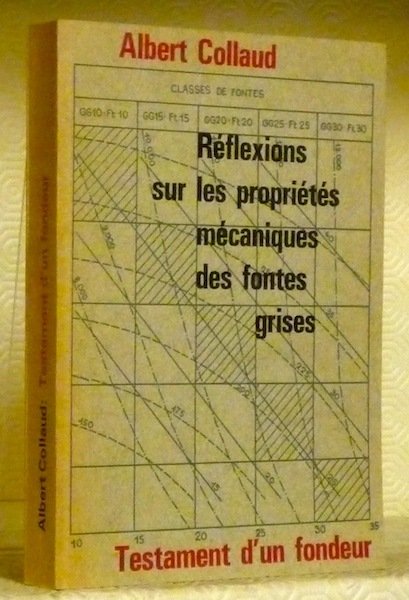 Albert Collaud
CLASSES DE FONTES
GG10-Ft 10 GG15-Ft.15 GG20-Ft 20 GG25-Ft 25 GG30-Ft 30
Réflexions
sur les propriétés
mécaniques
des fontes
grises
10 15 20 25 30 35
Testament d'un fondeur
Albert Collaud: Testament d'un fondeur